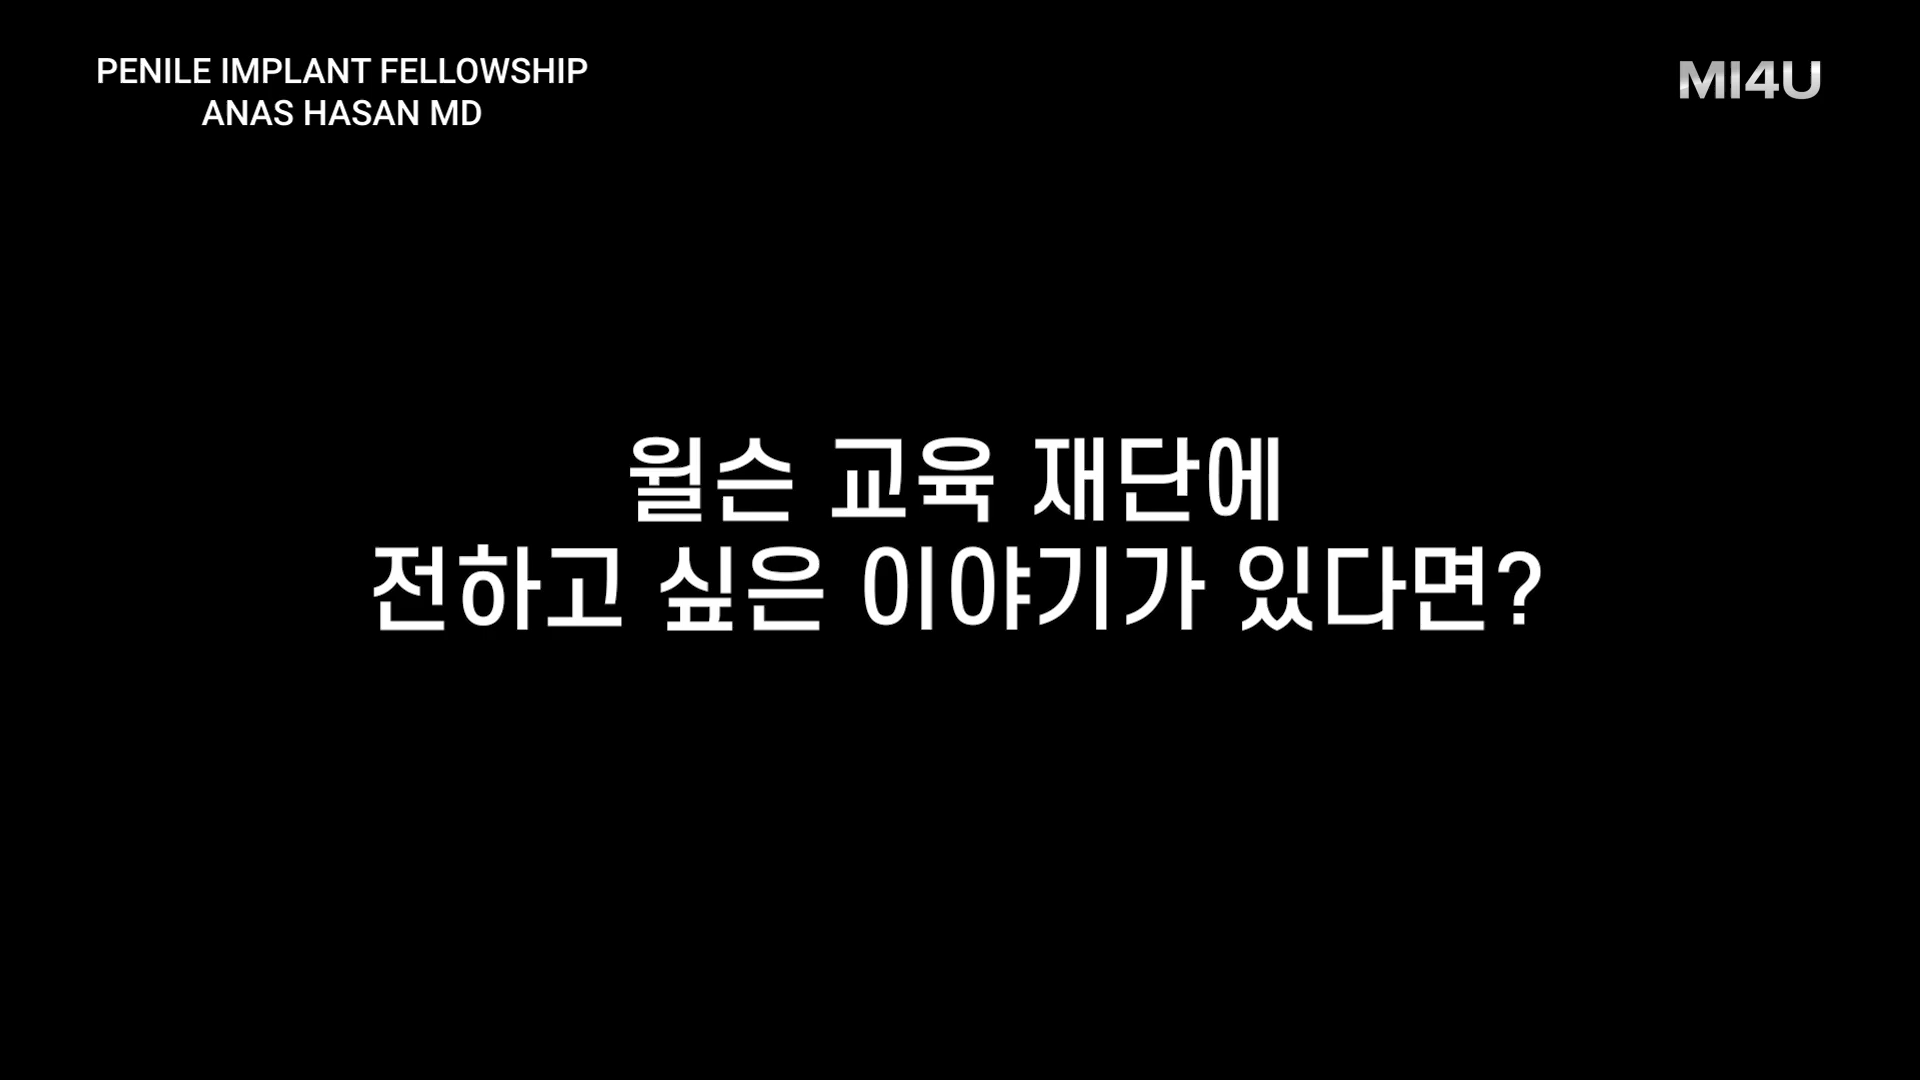 PENILE IMPLANT FELLOWSHIP
ANAS HASAN MD
MI4U
윌슨 교육 재단에
전하고 싶은 이야기가 있다면?